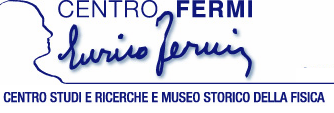 CENTRO FERMI
Enrico Fermi
CENTRO STUDI E RICERCHE E MUSEO STORICO DELLA FISICA